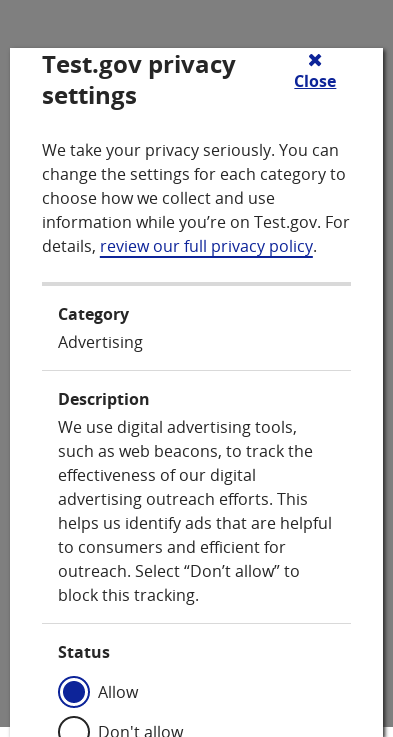 Test.gov privacy
settings
Close
We take your privacy seriously. You can
change the settings for each category to
choose how we collect and use
information while you’re on Test.gov. For
details, review our full privacy policy.
Category
Advertising
Description
We use digital advertising tools,
such as web beacons, to track the
effectiveness of our digital
advertising outreach efforts. This
helps us identify ads that are helpful
to consumers and efficient for
outreach. Select “Don’t allow” to
block this tracking.
Status
Allow
Don't allow